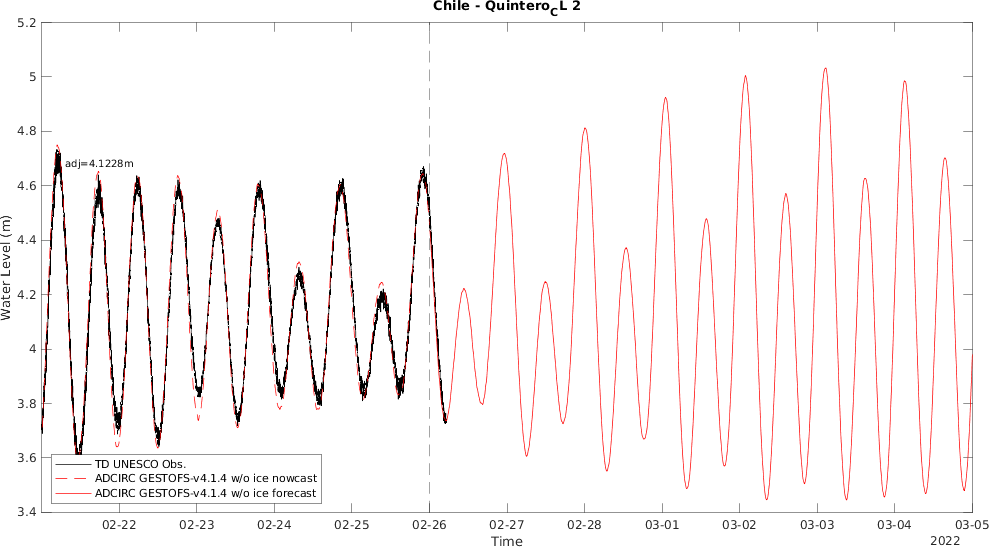 Chile - Quintero_CL 2
5.2
5
4.8
4.6
4.4
4.2
4
3.8
3.6
3.4
Water Level (m)
adj=4.1228m
TD UNESCO Obs.
ADCIRC GESTOFS-v4.1.4 w/o ice nowcast
ADCIRC GESTOFS-v4.1.4 w/o ice forecast
02-22 02-23 02-24 02-25 02-26 02-27 02-28 03-01 03-02 03-03 03-04 03-05
Time
2022